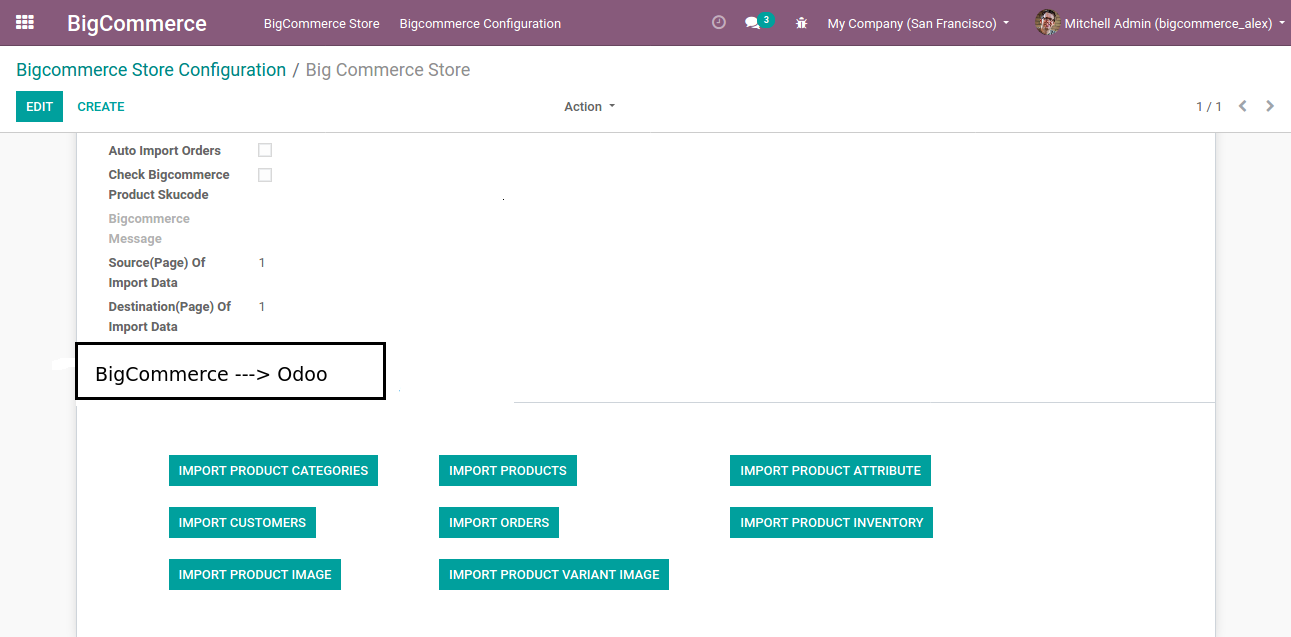 BigCommerce BigCommerce Store Bigcommerce Configuration 3 My Company (San Francisco) Mitchell Admin (bigcommerce_alex)
Bigcommerce Store Configuration / Big Commerce Store
EDIT CREATE Action 1 / 1
Auto Import Orders
Check Bigcommerce
Product Skucode
Bigcommerce
Message
Source(Page) Of 1
Import Data
Destination(Page) Of 1
Import Data
BigCommerce ---> Odoo
IMPORT PRODUCT CATEGORIES IMPORT PRODUCTS IMPORT PRODUCT ATTRIBUTE
IMPORT CUSTOMERS IMPORT ORDERS IMPORT PRODUCT INVENTORY
IMPORT PRODUCT IMAGE IMPORT PRODUCT VARIANT IMAGE